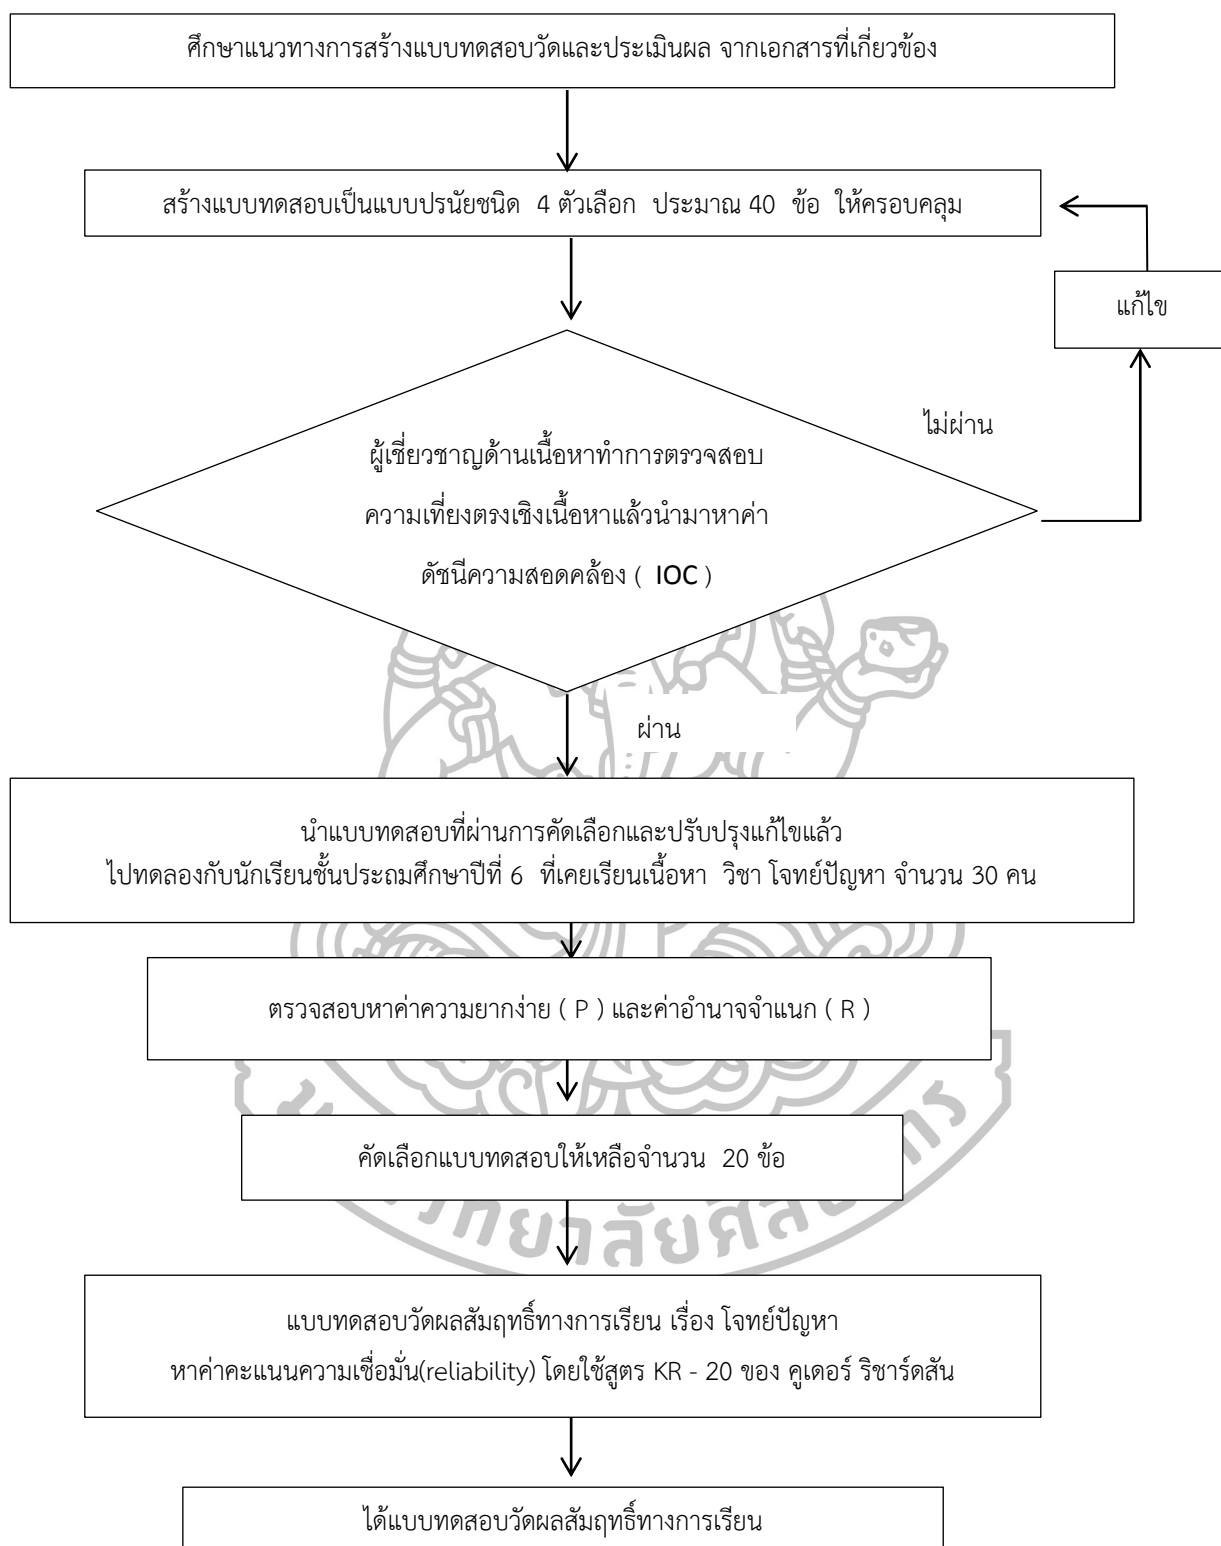 ศึกษาแนวทางการสร้างแบบทดสอบวัดและประเมินผล จากเอกสารที่เกี่ยวข้อง
สร้างแบบทดสอบเป็นแบบปรนัยชนิด 4 ตัวเลือก ประมาณ 40 ข้อ ให้ครอบคลุม
แก้ไข
ไม่ผ่าน
ผู้เชี่ยวชาญด้านเนื้อหาทำการตรวจสอบ
ความเที่ยงตรงเชิงเนื้อหาแล้วนำมาหาค่า
ดัชนีความสอดคล้อง ( IOC )
ผ่าน
นำแบบทดสอบที่ผ่านการคัดเลือกและปรับปรุงแก้ไขแล้ว
ไปทดลองกับนักเรียนชั้นประถมศึกษาปีที่ 6 ที่เคยเรียนเนื้อหา วิชา โจทย์ปัญหา จำนวน 30 คน
ตรวจสอบหาค่าความยากง่าย ( P ) และค่าอำนาจจำแนก ( R )
คัดเลือกแบบทดสอบให้เหลือจำนวน 20 ข้อ
แบบทดสอบวัดผลสัมฤทธิ์ทางการเรียน เรื่อง โจทย์ปัญหา
หาค่าคะแนนความเชื่อมั่น(reliability) โดยใช้สูตร KR - 20 ของ คูเดอร์ ริชาร์ดสัน
ได้แบบทดสอบวัดผลสัมฤทธิ์ทางการเรียน